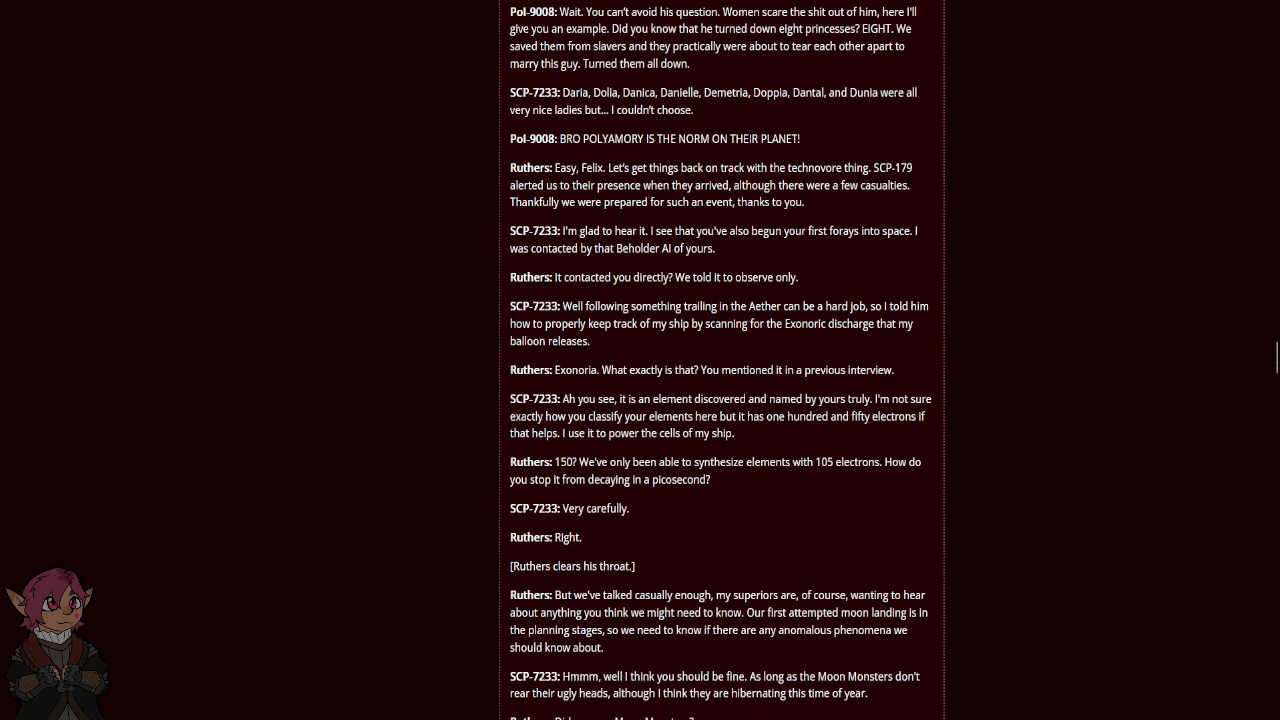 PoI-9008: Wait. You can't avoid his question. Women scare the shit out of him, here I'll
give you an example. Did you know that he turned down eight princesses? EIGHT. We
saved them from slavers and they practically were about to tear each other apart to
marry this guy. Turned them all down.
SCP-7233: Daria, Dolia, Danica, Danielle, Demetria, Doppia, Dantal, and Dunia were all
very nice ladies but... I couldn't choose.
PoI-9008: BRO POLYAMORY IS THE NORM ON THEIR PLANET!
Ruthers: Easy, Felix. Let's get things back on track with the technovore thing. SCP-179
alerted us to their presence when they arrived, although there were a few casualties.
Thankfully we were prepared for such an event, thanks to you.
SCP-7233: I'm glad to hear it. I see that you've also begun your first forays into space. I
was contacted by that Beholder AI of yours.
Ruthers: It contacted you directly? We told it to observe only.
SCP-7233: Well following something trailing in the Aether can be a hard job, so I told him
how to properly keep track of my ship by scanning for the Exonoric discharge that my
balloon releases.
Ruthers: Exonoria. What exactly is that? You mentioned it in a previous interview.
SCP-7233: Ah you see, it is an element discovered and named by yours truly. I'm not sure
exactly how you classify your elements here but it has one hundred and fifty electrons if
that helps. I use it to power the cells of my ship.
Ruthers: 150? We've only been able to synthesize elements with 105 electrons. How do
you stop it from decaying in a picosecond?
SCP-7233: Very carefully.
Ruthers: Right.
[Ruthers clears his throat.]
Ruthers: But we've talked casually enough, my superiors are, of course, wanting to hear
about anything you think we might need to know. Our first attempted moon landing is in
the planning stages, so we need to know if there are any anomalous phenomena we
should know about.
SCP-7233: Hmmm, well I think you should be fine. As long as the Moon Monsters don't
rear their ugly heads, although I think they are hibernating this time of year.